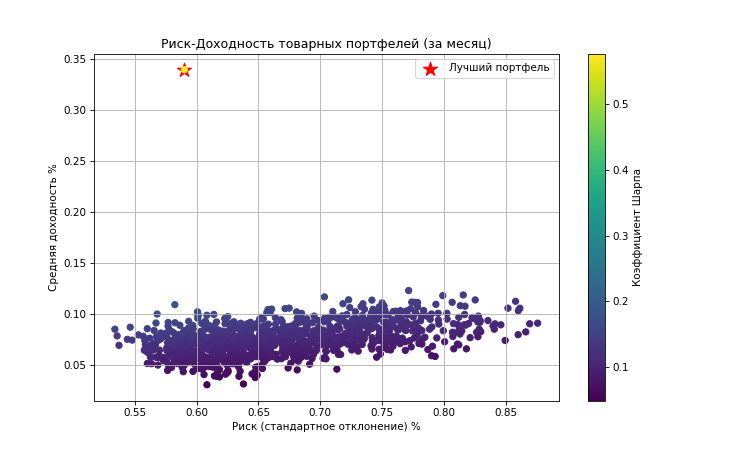 Риск-Доходность товарных портфелей (за месяц)
Лучший портфель
Средняя доходность %
0.35
0.30
0.25
0.20
0.15
0.10
0.05
0.55 0.60 0.65 0.70 0.75 0.80 0.85
Риск (стандартное отклонение) %
0.5
0.4
0.3
0.2
0.1
Коэффициент Шарпа